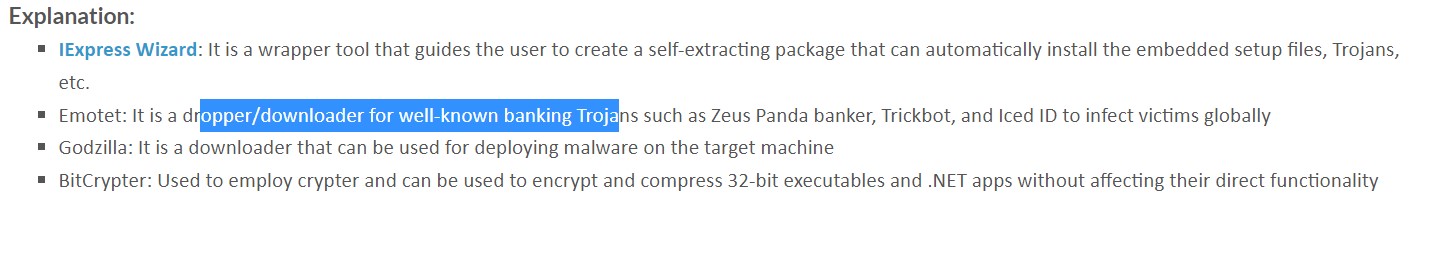 Explanation:
▪ IExpress Wizard: It is a wrapper tool that guides the user to create a self-extracting package that can automatically install the embedded setup files, Trojans,
etc.
▪ Emotet: It is a dropper/downloader for well-known banking Trojans such as Zeus Panda banker, Trickbot, and Iced ID to infect victims globally
▪ Godzilla: It is a downloader that can be used for deploying malware on the target machine
▪ BitCrypter: Used to employ crypter and can be used to encrypt and compress 32-bit executables and .NET apps without affecting their direct functionality